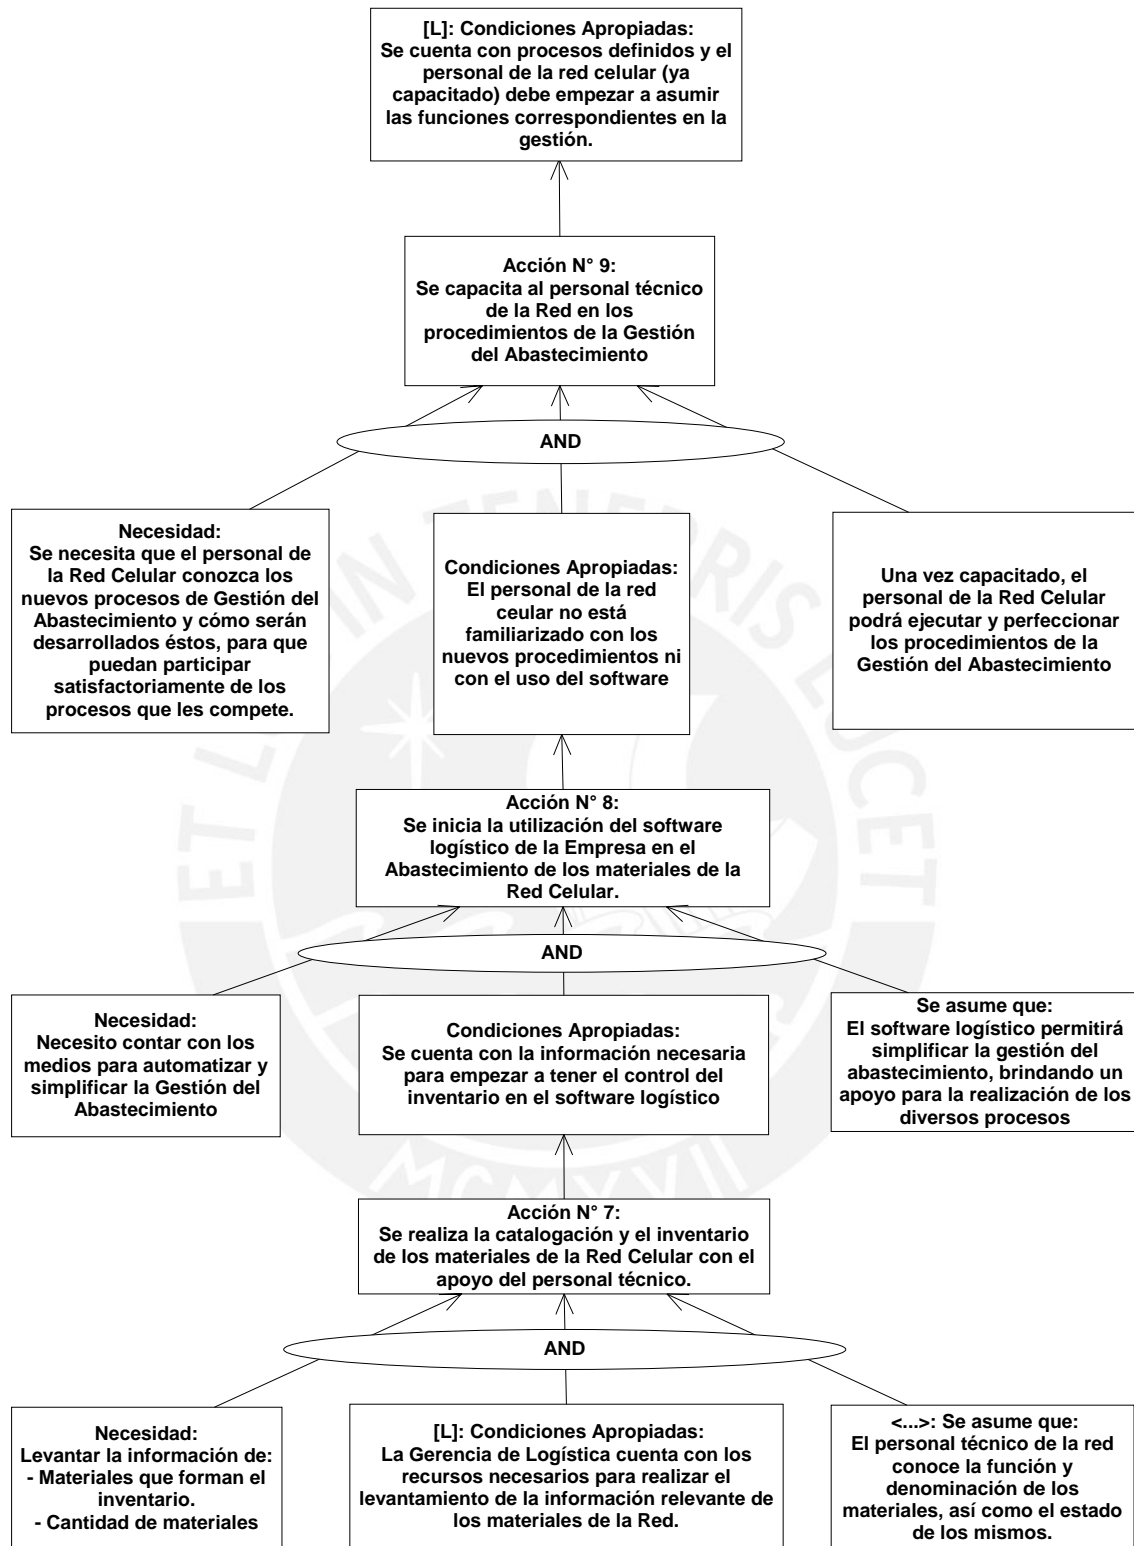 [L]: Condiciones Apropiadas:
Se cuenta con procesos definidos y el
personal de la red celular (ya
capacitado) debe empezar a asumir
las funciones correspondientes en la
gestión.
Acción N° 9:
Se capacita al personal técnico
de la Red en los
procedimientos de la Gestión
del Abastecimiento
AND
Necesidad:
Se necesita que el personal de
la Red Celular conozca los
nuevos procesos de Gestión del
Abastecimiento y cómo serán
desarrollados éstos, para que
puedan participar
satisfactoriamente de los
procesos que les compete.
Condiciones Apropiadas:
El personal de la red
ceular no está
familiarizado con los
nuevos procedimientos ni
con el uso del software
Una vez capacitado, el
personal de la Red Celular
podrá ejecutar y perfeccionar
los procedimientos de la
Gestión del Abastecimiento
Acción N° 8:
Se inicia la utilización del software
logístico de la Empresa en el
Abastecimiento de los materiales de la
Red Celular.
AND
Necesidad:
Necesito contar con los
medios para automatizar y
simplificar la Gestión del
Abastecimiento
Condiciones Apropiadas:
Se cuenta con la información necesaria
para empezar a tener el control del
inventario en el software logístico
Se asume que:
El software logístico permitirá
simplificar la gestión del
abastecimiento, brindando un
apoyo para la realización de los
diversos procesos
Acción N° 7:
Se realiza la catalogación y el inventario
de los materiales de la Red Celular con el
apoyo del personal técnico.
AND
Necesidad:
Levantar la información de:
- Materiales que forman el
inventario.
- Cantidad de materiales
[L]: Condiciones Apropiadas:
La Gerencia de Logística cuenta con los
recursos necesarios para realizar el
levantamiento de la información relevante de
los materiales de la Red.
<...>: Se asume que:
El personal técnico de la red
conoce la función y
denominación de los
materiales, así como el estado
de los mismos.
ET LUX IN TENEBRIS LUCET
MCMXVII